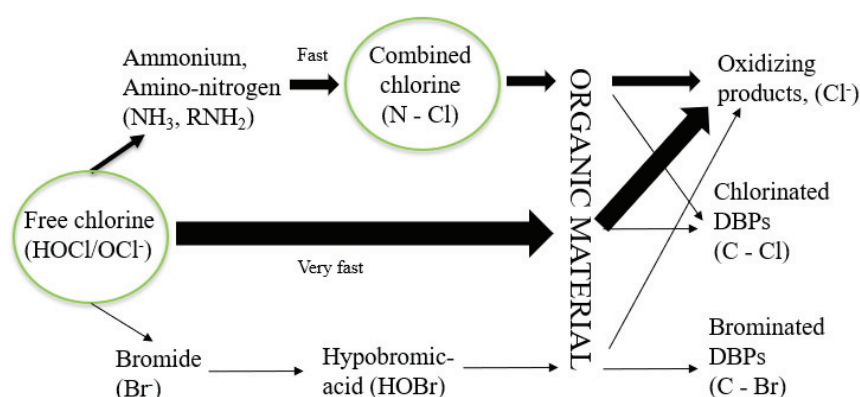 Ammonium,
Amino-nitrogen
(NH₃, RNH₂)
Fast
Combined
chlorine
(N - Cl)
ORGANIC MATERIAL
Oxidizing
products, (Cl⁻)
Free chlorine
(HOCl/OCl⁻)
Very fast
Chlorinated
DBPs
(C - Cl)
Bromide
(Br⁻)
Hypobromic-
acid (HOBr)
Brominated
DBPs
(C - Br)